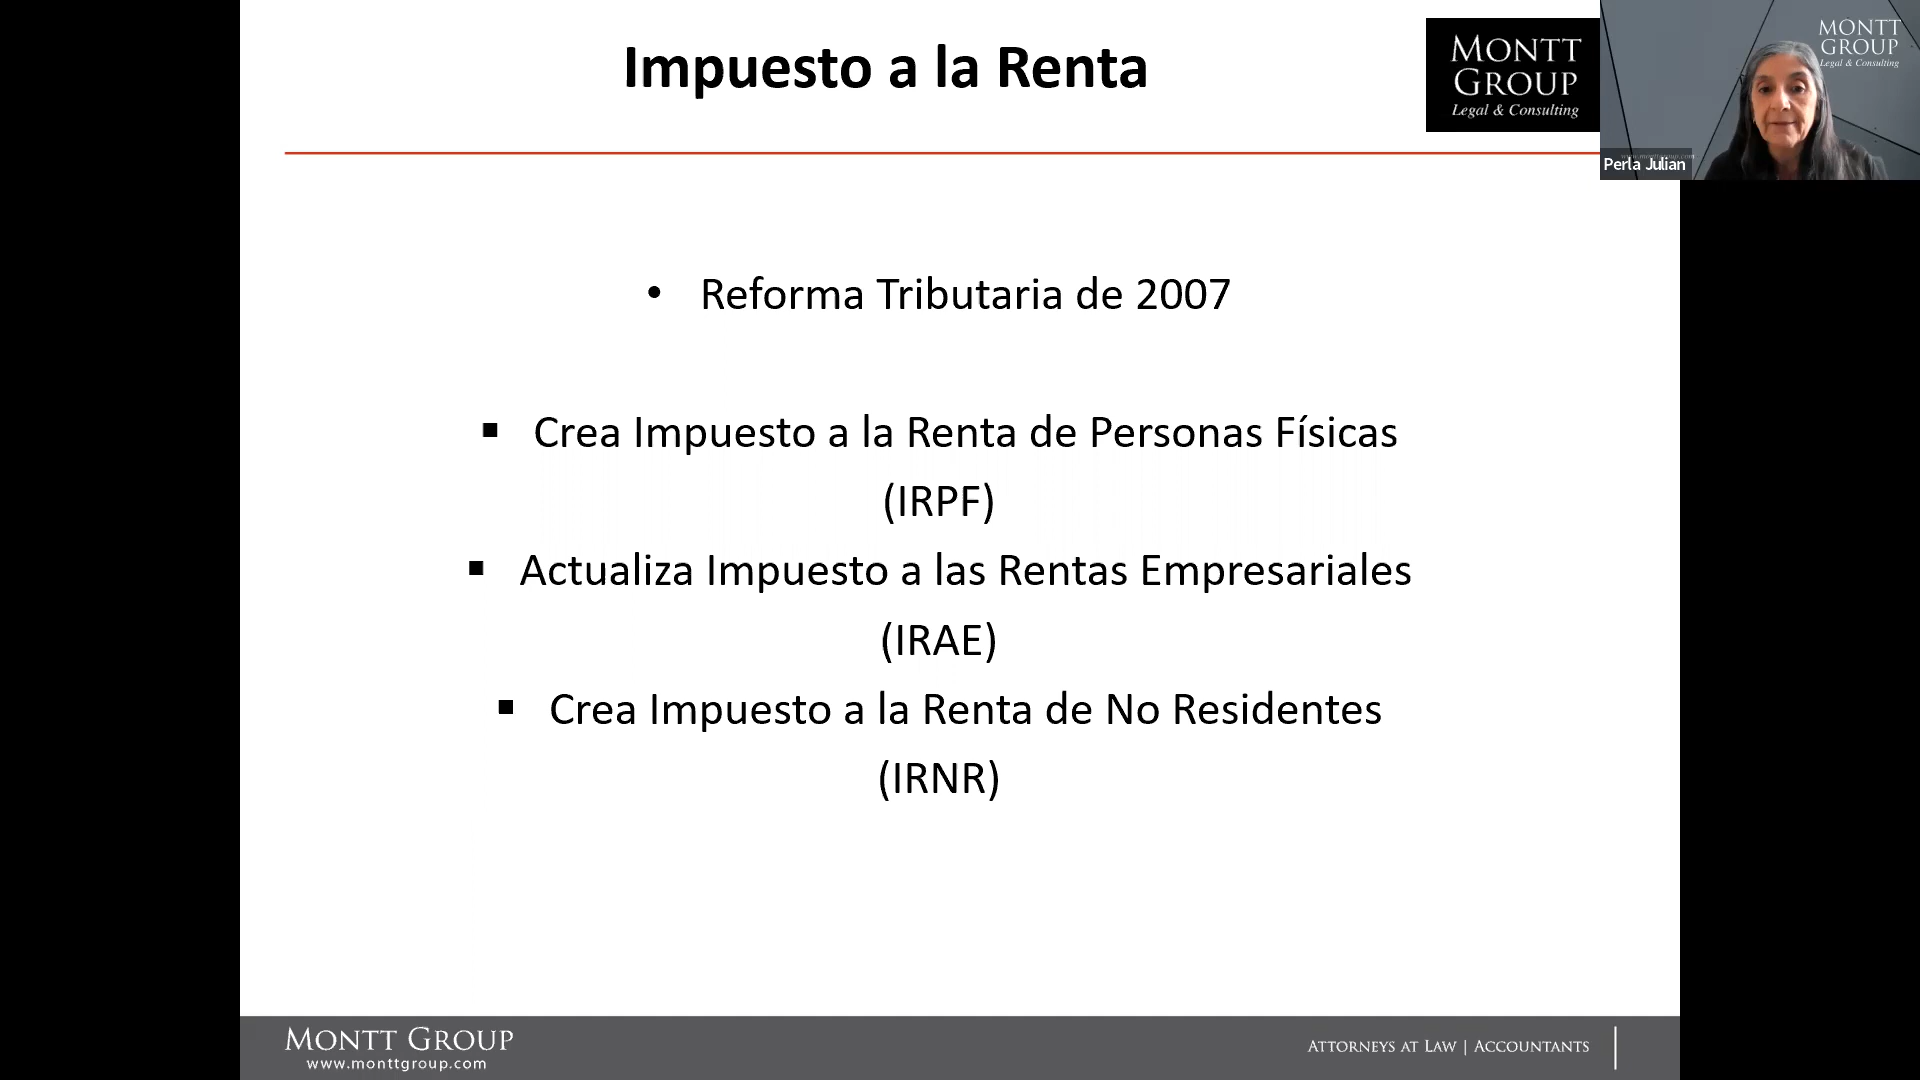 Impuesto a la Renta
MONTT
GROUP
Legal & Consulting
MONTT
GROUP
Legal & Consulting
Perla Julian
• Reforma Tributaria de 2007
▪ Crea Impuesto a la Renta de Personas Físicas
(IRPF)
▪ Actualiza Impuesto a las Rentas Empresariales
(IRAE)
▪ Crea Impuesto a la Renta de No Residentes
(IRNR)
MONTT GROUP
www.monttgroup.com
ATTORNEYS AT LAW | ACCOUNTANTS